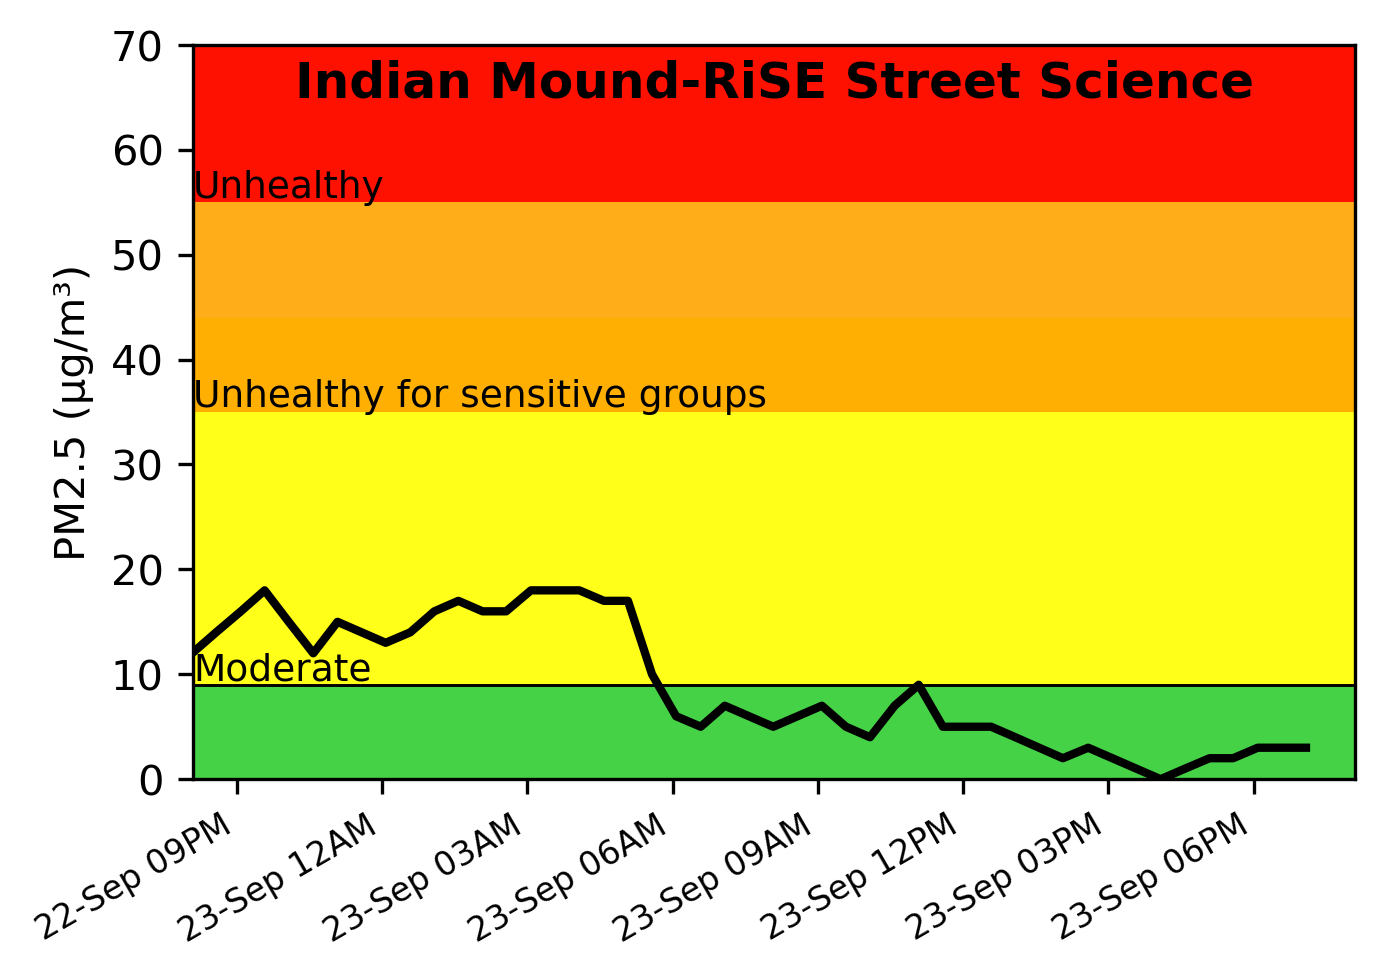 Indian Mound-RiSE Street Science
70
60
50
40
30
20
10
0
PM2.5 (µg/m³)
Unhealthy
Unhealthy for sensitive groups
Moderate
22-Sep 09PM
23-Sep 12AM
23-Sep 03AM
23-Sep 06AM
23-Sep 09AM
23-Sep 12PM
23-Sep 03PM
23-Sep 06PM